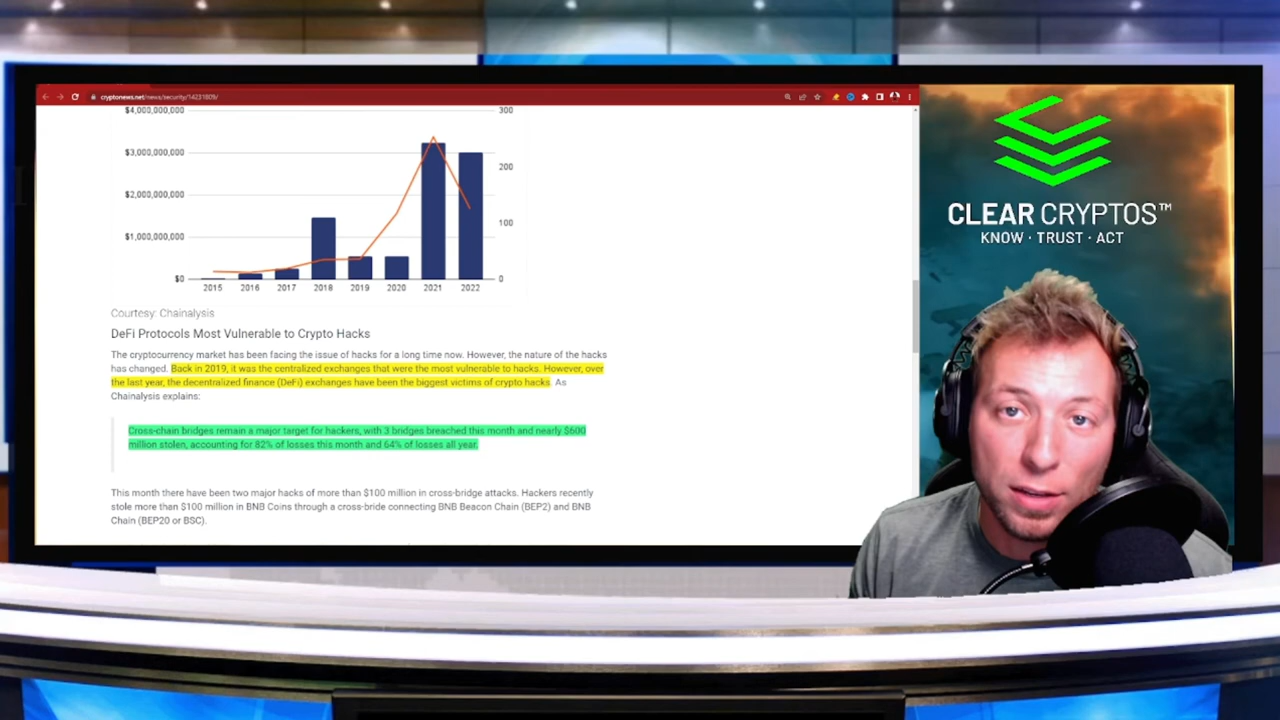 cryptonews.net/news/security/14231809/
$4,000,000,000 300
$3,000,000,000
200
$2,000,000,000
100
$1,000,000,000
$0 0
2015 2016 2017 2018 2019 2020 2021 2022
Courtesy: Chainalysis
DeFi Protocols Most Vulnerable to Crypto Hacks
The cryptocurrency market has been facing the issue of hacks for a long time now. However, the nature of the hacks
has changed. Back in 2019, it was the centralized exchanges that were the most vulnerable to hacks. However, over
the last year, the decentralized finance (DeFi) exchanges have been the biggest victims of crypto hacks. As
Chainalysis explains:
Cross-chain bridges remain a major target for hackers, with 3 bridges breached this month and nearly $600
million stolen, accounting for 82% of losses this month and 64% of losses all year.
This month there have been two major hacks of more than $100 million in cross-bridge attacks. Hackers recently
stole more than $100 million in BNB Coins through a cross-bride connecting BNB Beacon Chain (BEP2) and BNB
Chain (BEP20 or BSC).
CLEAR CRYPTOS™
KNOW · TRUST · ACT